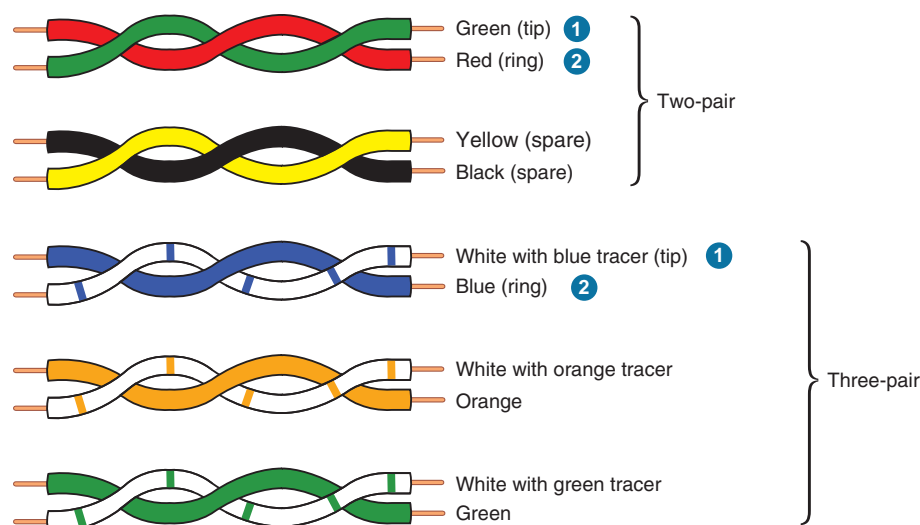 Green (tip) 1
Red (ring) 2
Two-pair
Yellow (spare)
Black (spare)
White with blue tracer (tip) 1
Blue (ring) 2
White with orange tracer
Three-pair
Orange
White with green tracer
Green